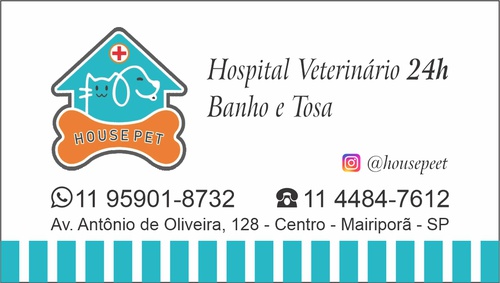 HOUSE PET
Hospital Veterinário 24h
Banho e Tosa
@housepeet
11 95901-8732 11 4484-7612
Av. Antônio de Oliveira, 128 - Centro - Mairiporã - SP